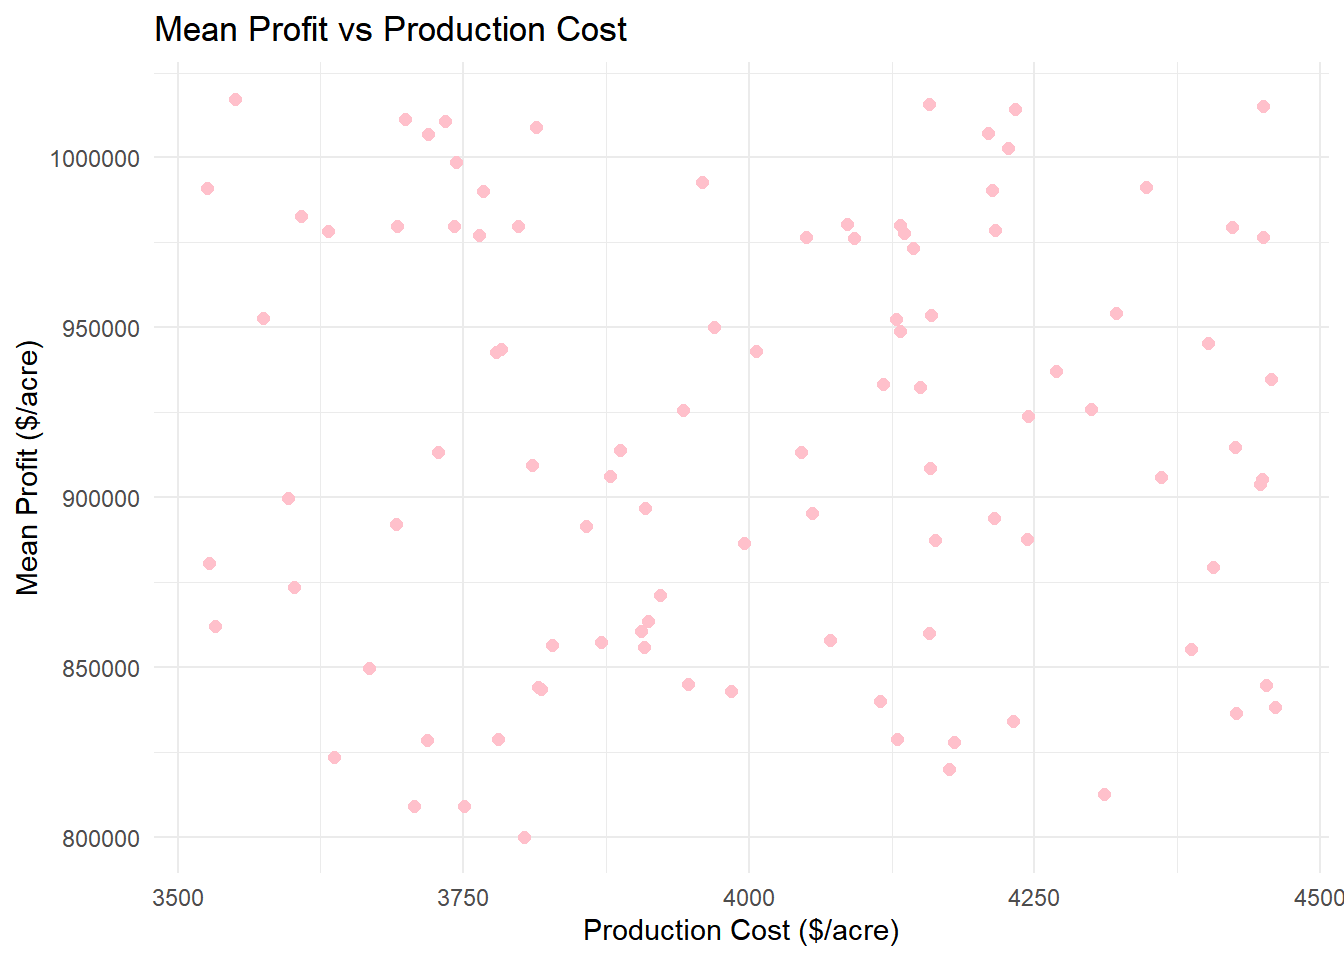 Mean Profit vs Production Cost
Mean Profit ($/acre)
1000000
950000
900000
850000
800000
3500 3750 4000 4250 4500
Production Cost ($/acre)